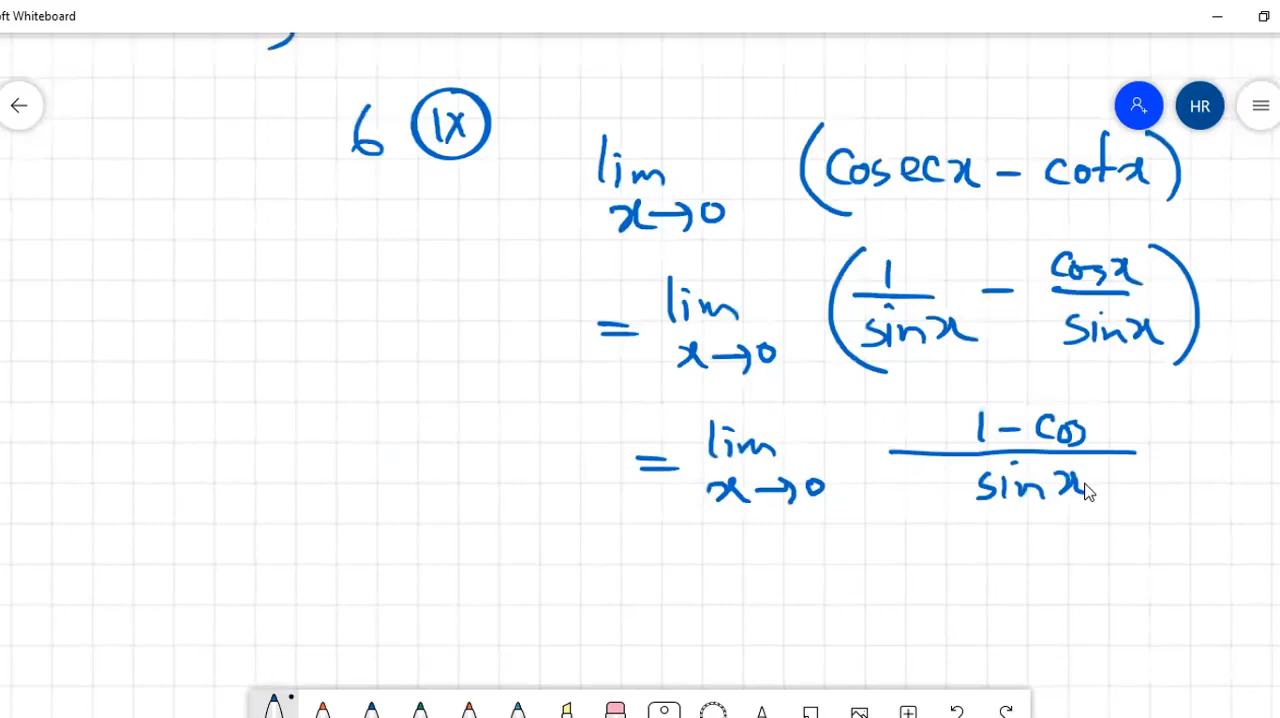 oft Whiteboard
HR
6 (ix)
lim x→0 (cosecx - cotx)
= lim x→0 (1/sinx - cosx/sinx)
= lim x→0 1-cos/sinx